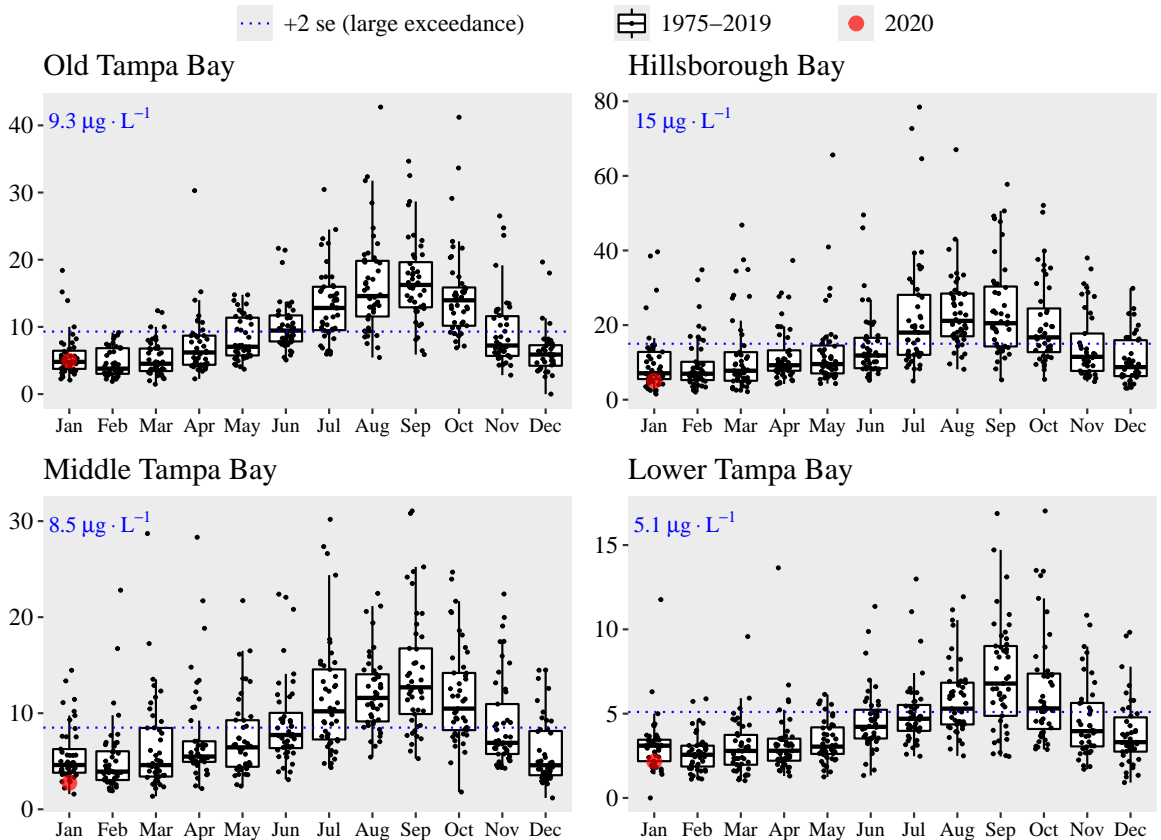 +2 se (large exceedance) 1975–2019 2020
Old Tampa Bay
9.3 µg · L⁻¹
40
30
20
10
0
Jan Feb Mar Apr May Jun Jul Aug Sep Oct Nov Dec
Hillsborough Bay
15 µg · L⁻¹
80
60
40
20
0
Jan Feb Mar Apr May Jun Jul Aug Sep Oct Nov Dec
Middle Tampa Bay
8.5 µg · L⁻¹
30
20
10
0
Jan Feb Mar Apr May Jun Jul Aug Sep Oct Nov Dec
Lower Tampa Bay
5.1 µg · L⁻¹
15
10
5
0
Jan Feb Mar Apr May Jun Jul Aug Sep Oct Nov Dec